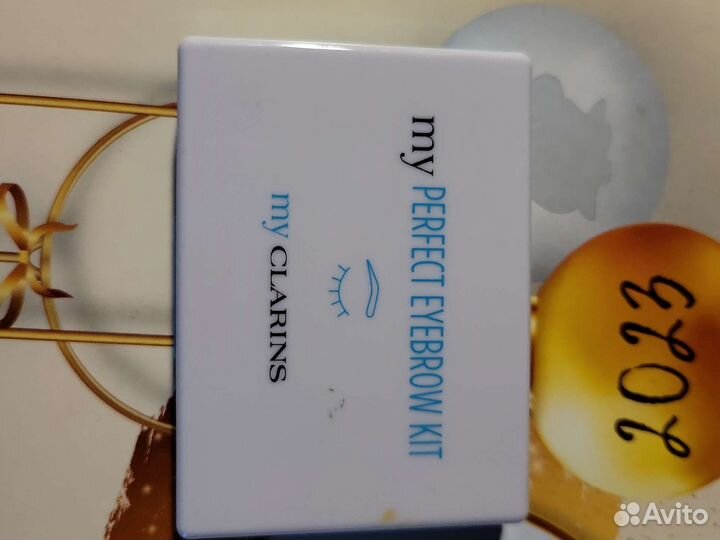 my PERFECT EYEBROW KIT
my CLARINS
2023
Avito